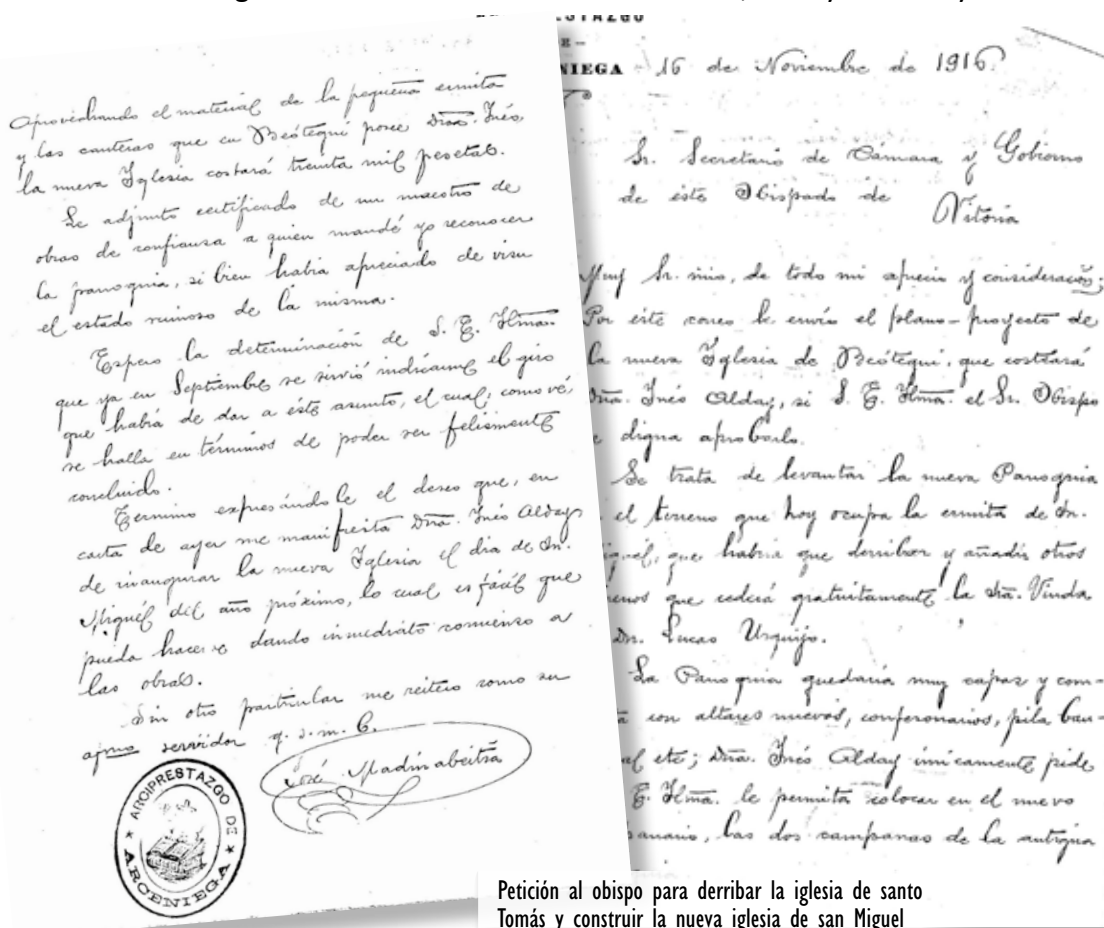 NIEGA 16 de Noviembre de 1916.
Sr. Secretario de Cámara y Gobierno
de este Obispado de
Vitoria
Muy Sr. mio, de todo mi aprecio y consideración:
Por este correo le envío el plano-proyecto de
la nueva Iglesia de Beótegui, que costeará
Dña. Inés Alday, si S. E. Ilma. el Sr. Obispo
se digna aprobarlo.
Se trata de levantar la nueva Parroquia
el terreno que hoy ocupa la ermita de Sn.
iguel, que habría que derribar y añadir otros
enos que cederá gratuitamente la Sra. Viuda
Dn. Lucas Urquijo.
La Parroquia quedaría muy capaz y com-
ta con altares nuevos, confesonarios, pila bau-
al etc; Dña. Inés Alday únicamente pide
S. E. Ilma. le permita colocar en el nuevo
panario, las dos campanas de la antigua
Aprovechando el material de la pequeña ermita
y las canteras que en Beótegui posee Dña. Inés,
la nueva Iglesia costará treinta mil pesetas.
Le adjunto certificado de un maestro de
obras de confianza a quien mandé yo reconocer
la parroquia, si bien había apreciado de visu
el estado ruinoso de la misma.
Espero la determinación de S. E. Ilma.
que ya en Septiembre se sirvió indicarme el giro
que había de dar a este asunto, el cual, como vé,
se halla en términos de poder ser felizmente
concluido.
Termino expresándole el deseo que, en
carta de ayer me manifiesta Dña. Inés Alday
de inaugurar la nueva Iglesia el dia de Sn.
Miguel del año próximo, lo cual es fácil que
pueda hacerse dando inmediato comienzo a
las obras.
Sin otro particular me reitero como su
afmo servidor q. s. m. b.
José Madinabeitia
ARCIPRESTAZGO DE
ARCENIEGA
Petición al obispo para derribar la iglesia de santo
Tomás y construir la nueva iglesia de san Miguel